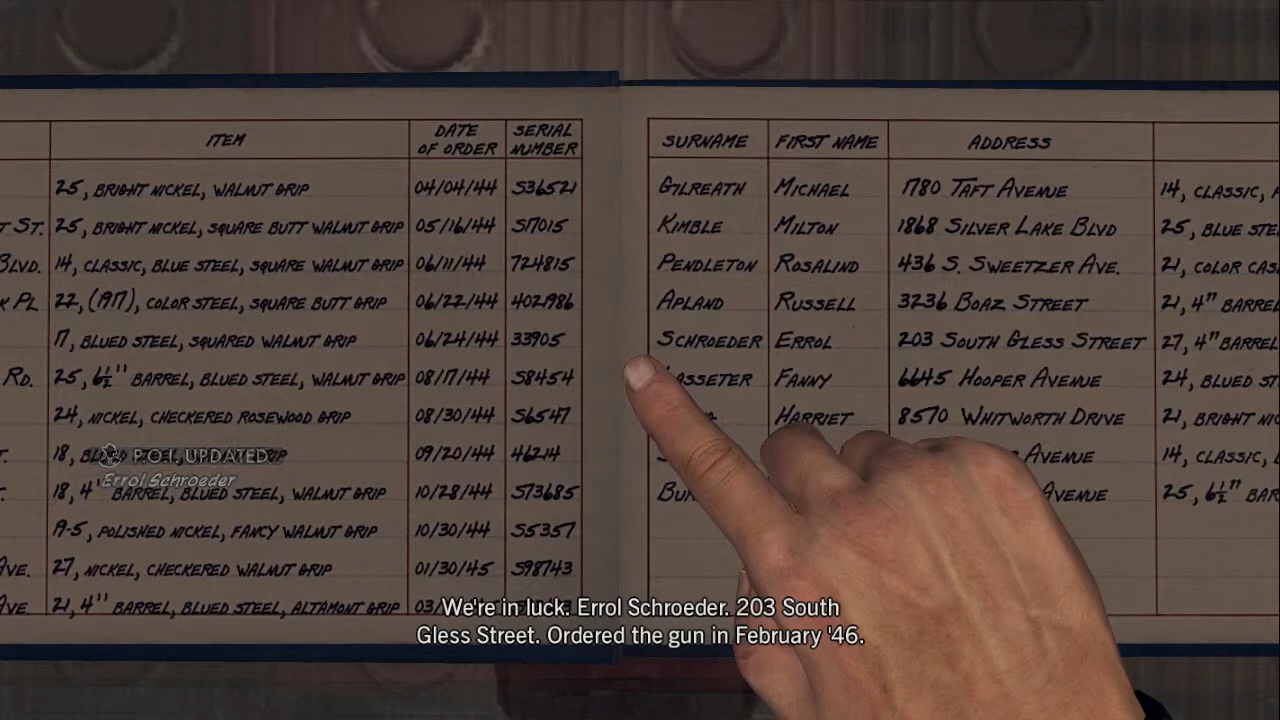 ITEM DATE OF ORDER SERIAL NUMBER
25, BRIGHT NICKEL, WALNUT GRIP 04/04/44 S36521
T ST. 25, BRIGHT NICKEL, SQUARE BUTT WALNUT GRIP 05/16/44 S17015
BLVD. 14, CLASSIC, BLUE STEEL, SQUARE WALNUT GRIP 06/11/44 724815
K PL 22, (1917), COLOR STEEL, SQUARE BUTT GRIP 06/22/44 402986
17, BLUED STEEL, SQUARED WALNUT GRIP 06/24/44 33905
RD. 25, 6½" BARREL, BLUED STEEL, WALNUT GRIP 08/17/44 S8454
24, NICKEL, CHECKERED ROSEWOOD GRIP 08/30/44 S6547
T. 18, STEEL, GRIP 09/20/44 46214
P.O.I. UPDATED
Errol Schroeder
T. 18, 4" BARREL, BLUED STEEL, WALNUT GRIP 10/28/44 S73685
A-5, POLISHED NICKEL, FANCY WALNUT GRIP 10/30/44 S5357
AVE. 27, NICKEL, CHECKERED WALNUT GRIP 01/30/45 S98743
AVE. 21, 4" BARREL, BLUED STEEL, ALTAMONT GRIP 03/
SURNAME FIRST NAME ADDRESS
GILREATH MICHAEL 1780 TAFT AVENUE 14, CLASSIC,
KIMBLE MILTON 1868 SILVER LAKE BLVD 25, BLUE STE
PENDLETON ROSALIND 436 S. SWEETZER AVE. 21, COLOR CAS
APLAND RUSSELL 3236 BOAZ STREET 21, 4" BARREL
SCHROEDER ERROL 203 SOUTH GLESS STREET 27, 4" BARREL
ASSETER FANNY 6645 HOOPER AVENUE 24, BLUED ST
HARRIET 8570 WHITWORTH DRIVE 21, BRIGHT NIC
AVENUE 14, CLASSIC,
BU AVENUE 25, 6½" BAR
We're in luck. Errol Schroeder. 203 South
Gless Street. Ordered the gun in February '46.